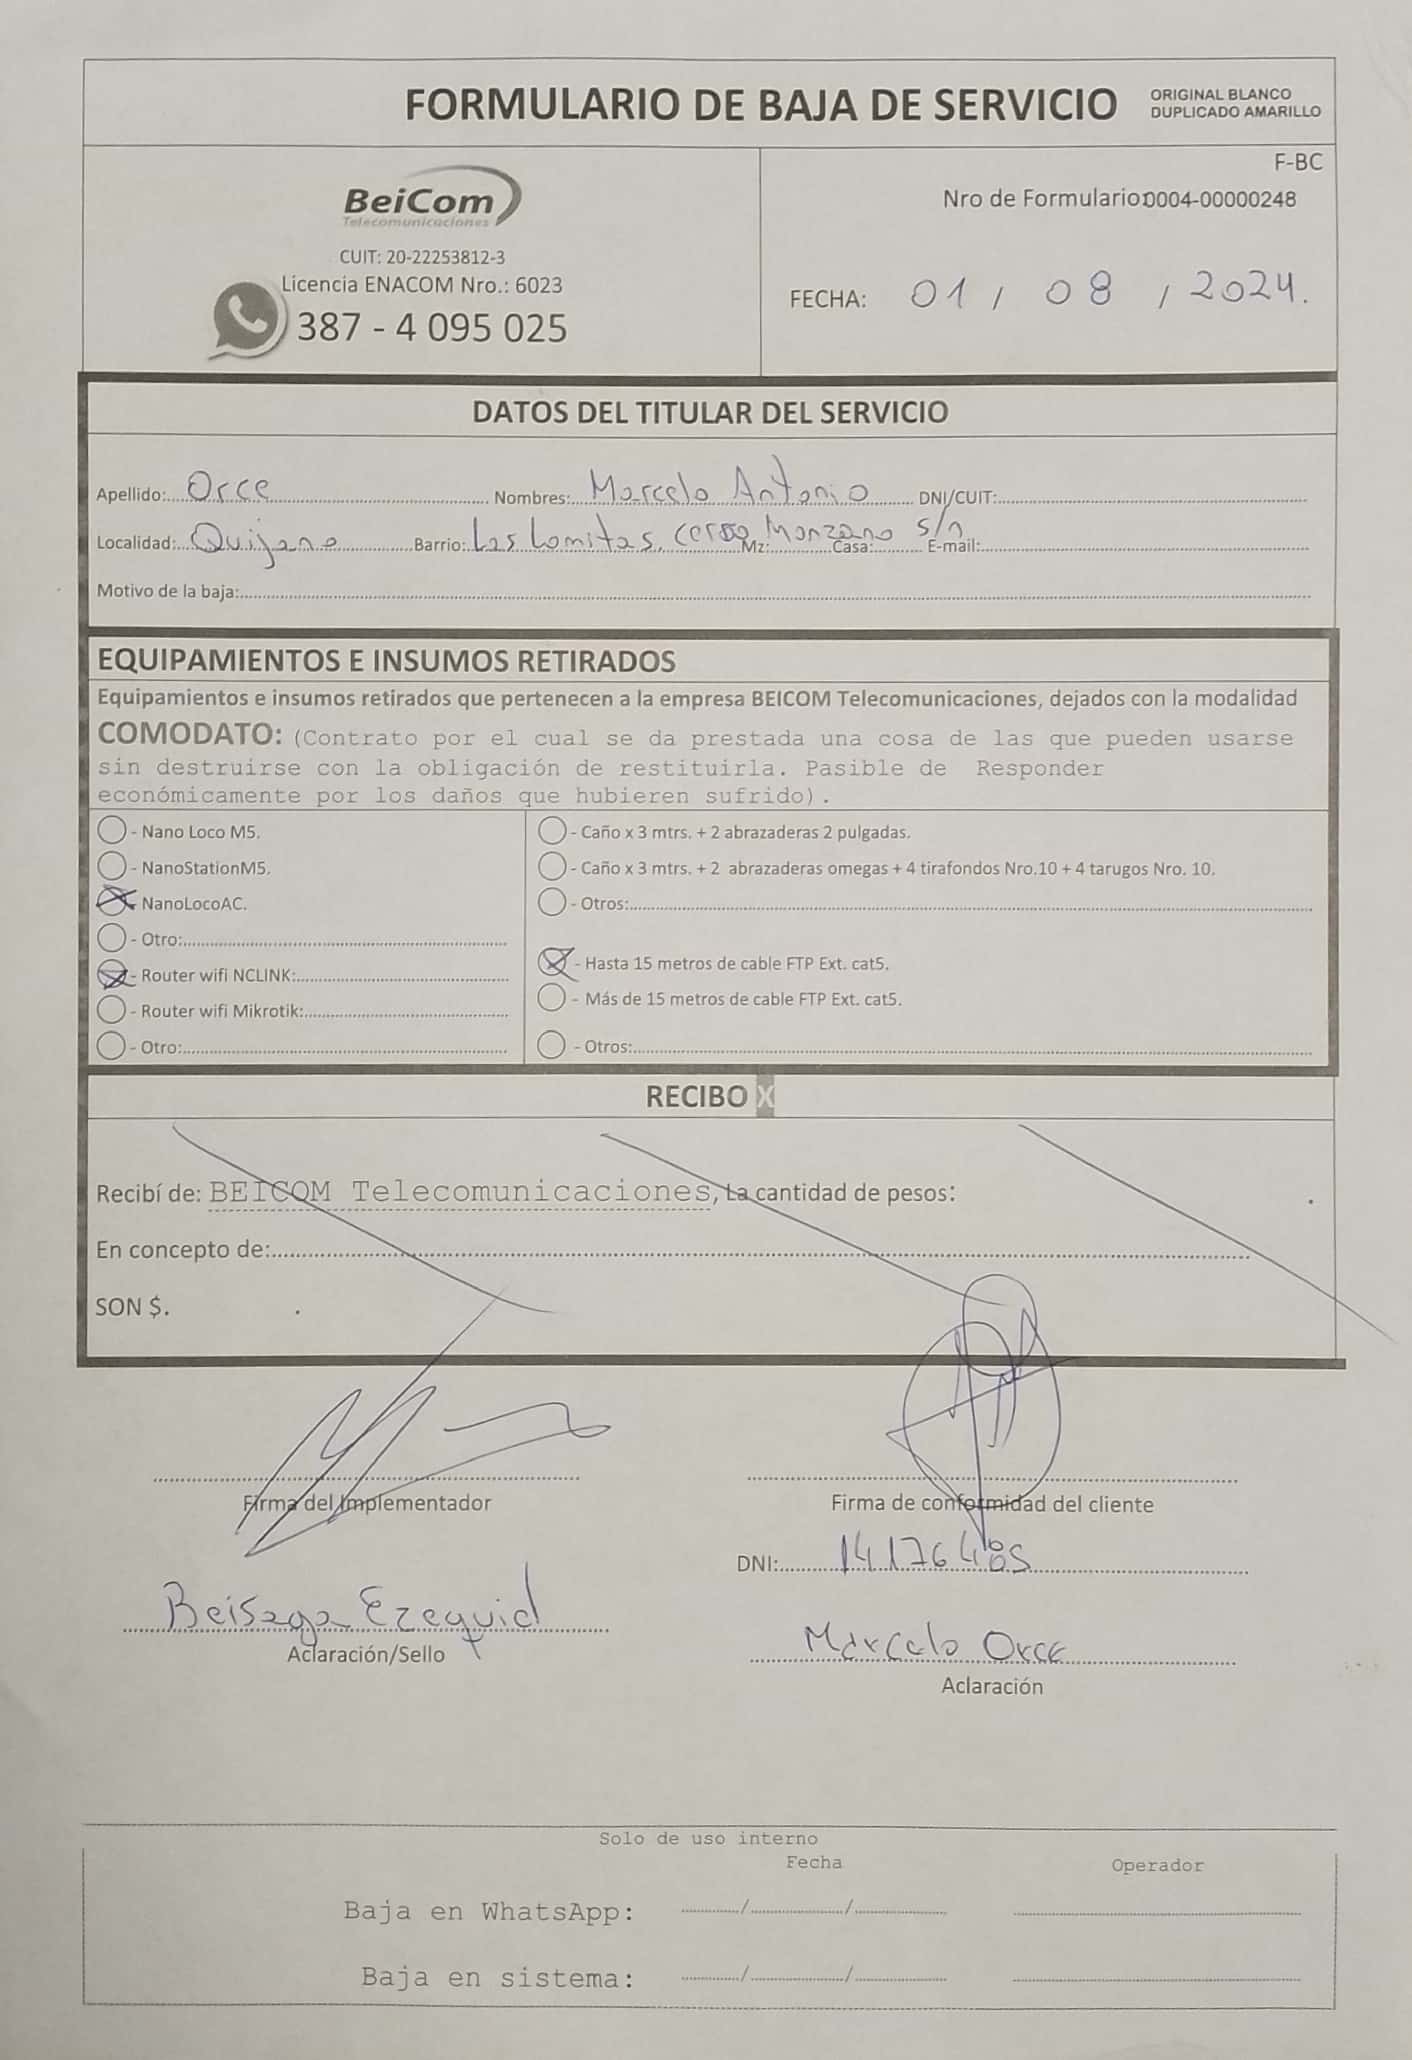 FORMULARIO DE BAJA DE SERVICIO
ORIGINAL BLANCO
DUPLICADO AMARILLO
F-BC
BeiCom
Telecomunicaciones
Nro de Formulario:0004-00000248
CUIT: 20-22253812-3
Licencia ENACOM Nro.: 6023
387 - 4 095 025
FECHA: 01 / 08 / 2024.
DATOS DEL TITULAR DEL SERVICIO
Apellido: Orce Nombres: Marcelo Antonio DNI/CUIT:
Localidad: Quijano Barrio: Las Lomitas, Manzano s/n Mz: Casa: E-mail:
Motivo de la baja:
EQUIPAMIENTOS E INSUMOS RETIRADOS
Equipamientos e insumos retirados que pertenecen a la empresa BEICOM Telecomunicaciones, dejados con la modalidad
COMODATO: (Contrato por el cual se da prestada una cosa de las que pueden usarse
sin destruirse con la obligación de restituirla. Pasible de Responder
económicamente por los daños que hubieren sufrido).
- Nano Loco M5.
- NanoStationM5.
NanoLocoAC.
- Otro:
- Router wifi NCLINK:
- Router wifi Mikrotik:
- Otro:
- Caño x 3 mtrs. + 2 abrazaderas 2 pulgadas.
- Caño x 3 mtrs. + 2 abrazaderas omegas + 4 tirafondos Nro.10 + 4 tarugos Nro. 10.
- Otros:
- Hasta 15 metros de cable FTP Ext. cat5.
- Más de 15 metros de cable FTP Ext. cat5.
- Otros:
RECIBO X
Recibí de: BEICOM Telecomunicaciones, La cantidad de pesos:
En concepto de:
SON $.
Firma del Implementador
Firma de conformidad del cliente
DNI:
Beisaga Ezequiel
Aclaración/Sello
Marcelo Orce
Aclaración
Solo de uso interno
Fecha Operador
Baja en WhatsApp: / /
Baja en sistema: / /